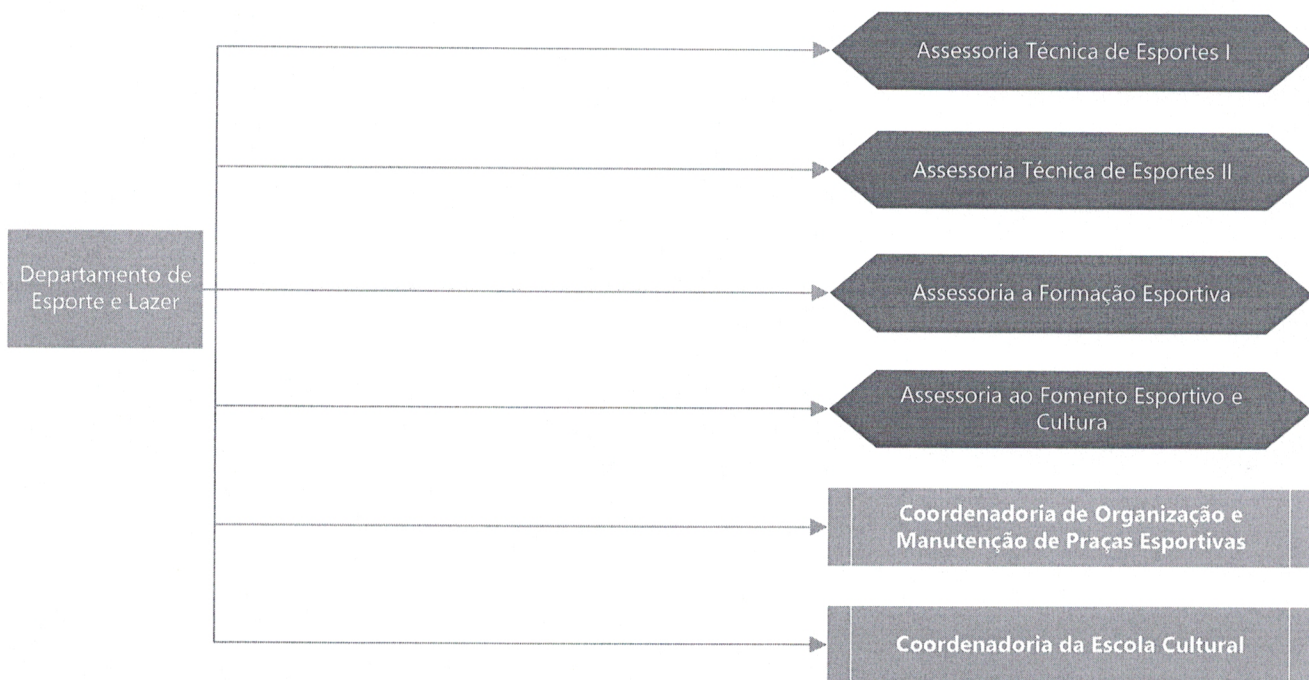 Assessoria Técnica de Esportes I
Assessoria Técnica de Esportes II
Departamento de
Esporte e Lazer
Assessoria a Formação Esportiva
Assessoria ao Fomento Esportivo e
Cultura
Coordenadoria de Organização e
Manutenção de Praças Esportivas
Coordenadoria da Escola Cultural